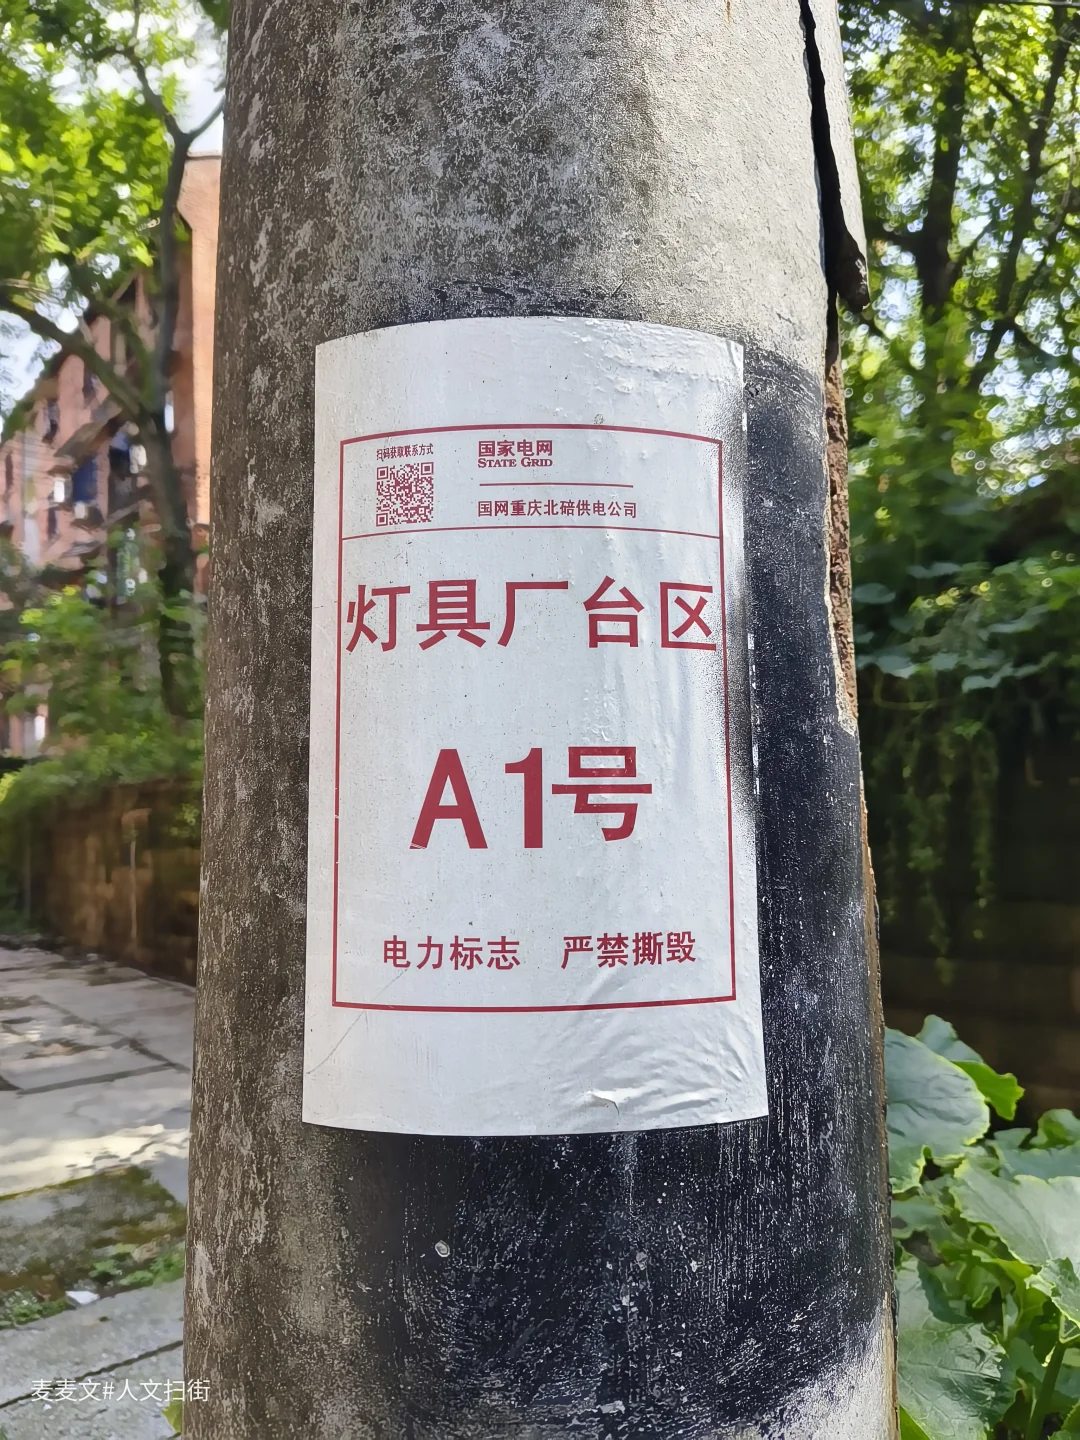 扫码获取联系方式
国家电网
STATE GRID
国网重庆北碚供电公司
灯具厂台区
A1号
电力标志 严禁撕毁
麦麦文#人文扫街